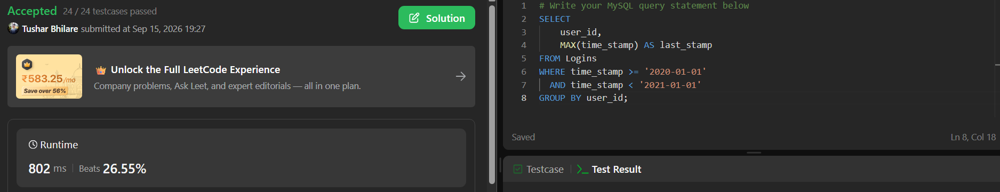 Accepted 24 / 24 testcases passed
Tushar Bhilare submitted at Sep 15, 2026 19:27
Solution
₹583.25/mo
Save over 56%
Unlock the Full LeetCode Experience
Company problems, Ask Leet, and expert editorials — all in one plan.
Runtime
802 ms Beats 26.55%
1 # Write your MySQL query statement below
2 SELECT
3 user_id,
4 MAX(time_stamp) AS last_stamp
5 FROM Logins
6 WHERE time_stamp >= '2020-01-01'
7 AND time_stamp < '2021-01-01'
8 GROUP BY user_id;
Saved Ln 8, Col 18
Testcase Test Result